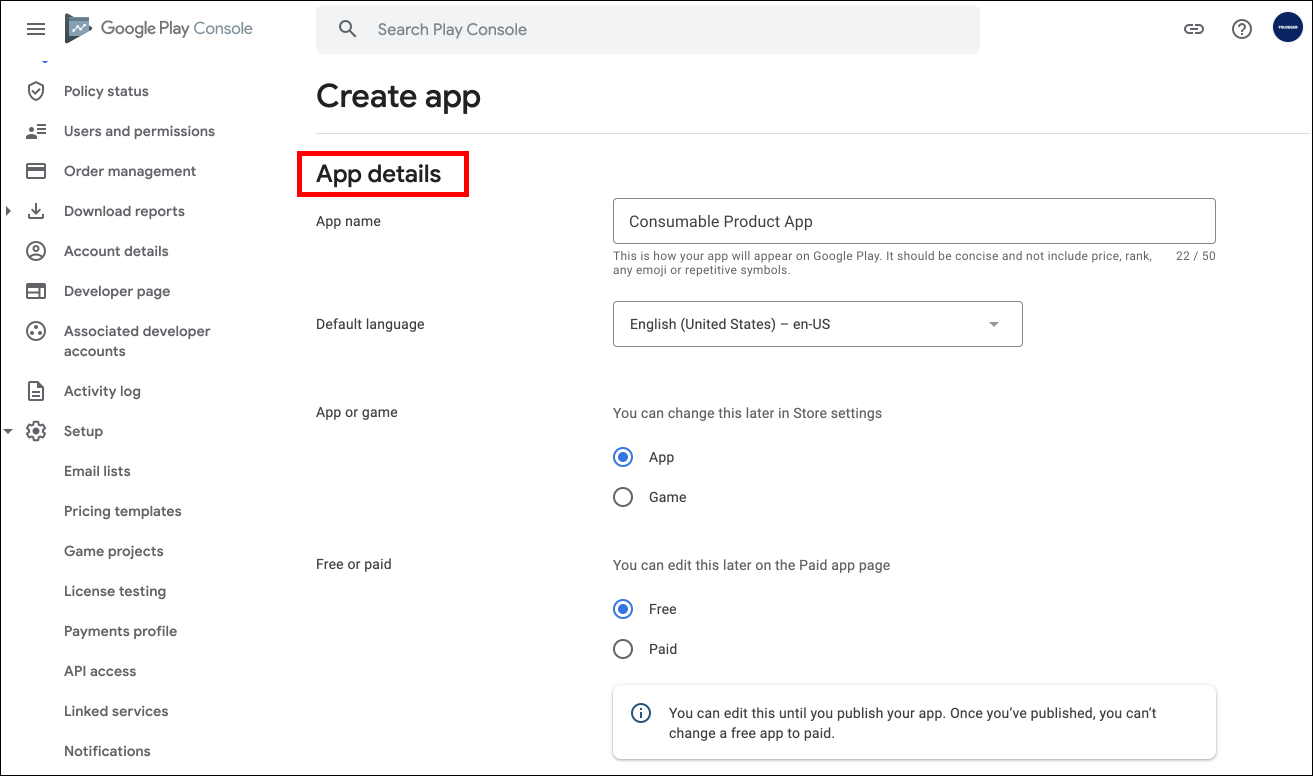 Google Play Console
Search Play Console
Policy status
Users and permissions
Order management
Download reports
Account details
Developer page
Associated developer
accounts
Activity log
Setup
Email lists
Pricing templates
Game projects
License testing
Payments profile
API access
Linked services
Notifications
Create app
App details
App name
Consumable Product App
This is how your app will appear on Google Play. It should be concise and not include price, rank,
any emoji or repetitive symbols.
22 / 50
Default language
English (United States) – en-US
App or game
You can change this later in Store settings
App
Game
Free or paid
You can edit this later on the Paid app page
Free
Paid
You can edit this until you publish your app. Once you’ve published, you can’t
change a free app to paid.